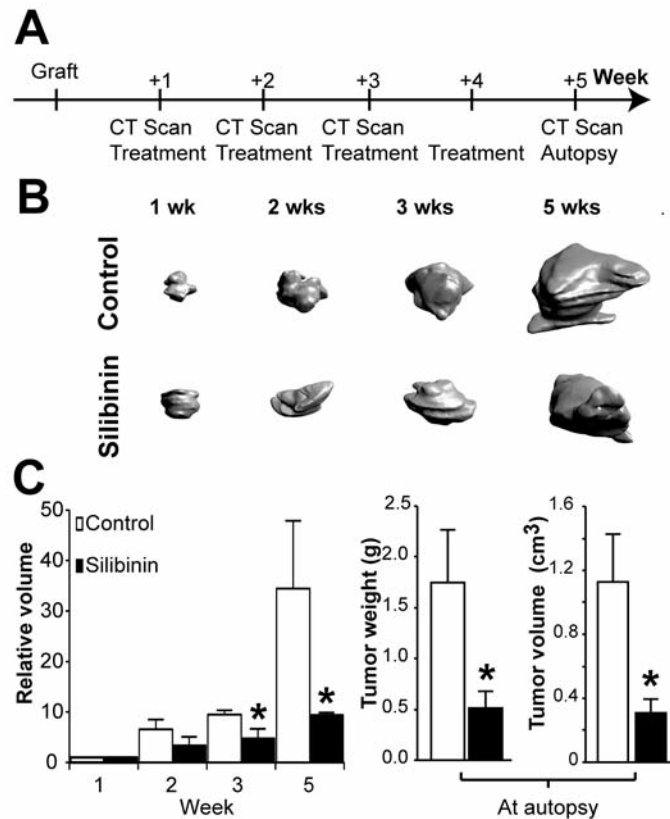 A
Graft +1 +2 +3 +4 +5 Week
CT Scan CT Scan CT Scan CT Scan
Treatment Treatment Treatment Treatment Autopsy
B
1 wk 2 wks 3 wks 5 wks .
Control
Silibinin
C
Relative volume
50
40
30
20
10
0
Control
Silibinin
* *
1 2 3 5
Week
Tumor weight (g)
2.5
2.0
1.5
1.0
0.5
0.0
*
Tumor volume (cm3)
1.6
1.2
0.8
0.4
0
*
At autopsy